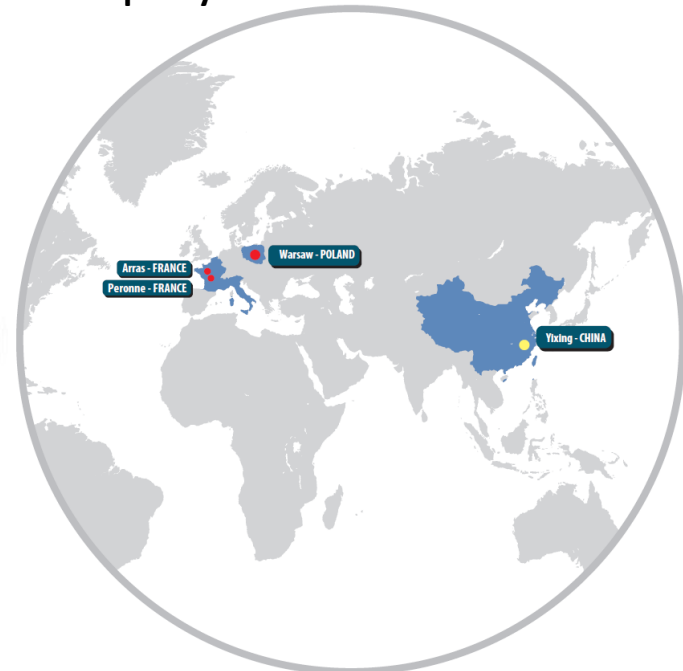 Warsaw - POLAND
Arras - FRANCE
Peronne - FRANCE
Yixing - CHINA